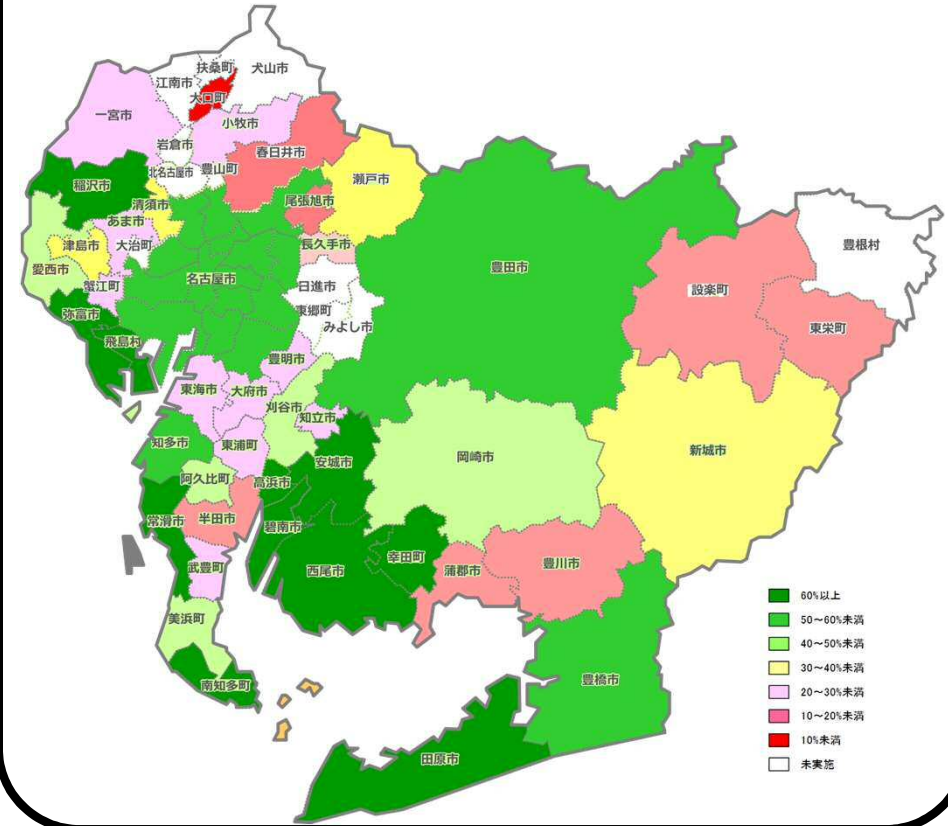 扶桑町
犬山市
江南市
大口町
一宮市
小牧市
岩倉市
春日井市
北名古屋市
豊山町
瀬戸市
稲沢市
清須市
尾張旭市
あま市
津島市
大治町
長久手市
愛西市
名古屋市
豊田市
豊根村
蟹江町
日進市
設楽町
弥富市
東郷町
みよし市
東栄町
飛島村
豊明市
東海市
大府市
刈谷市
知立市
知多市
東浦町
岡崎市
新城市
安城市
阿久比町
高浜市
常滑市
半田市
碧南市
幸田町
西尾市
蒲郡市
豊川市
武豊町
美浜町
豊橋市
南知多町
田原市
60%以上
50~60%未満
40~50%未満
30~40%未満
20~30%未満
10~20%未満
10%未満
未実施